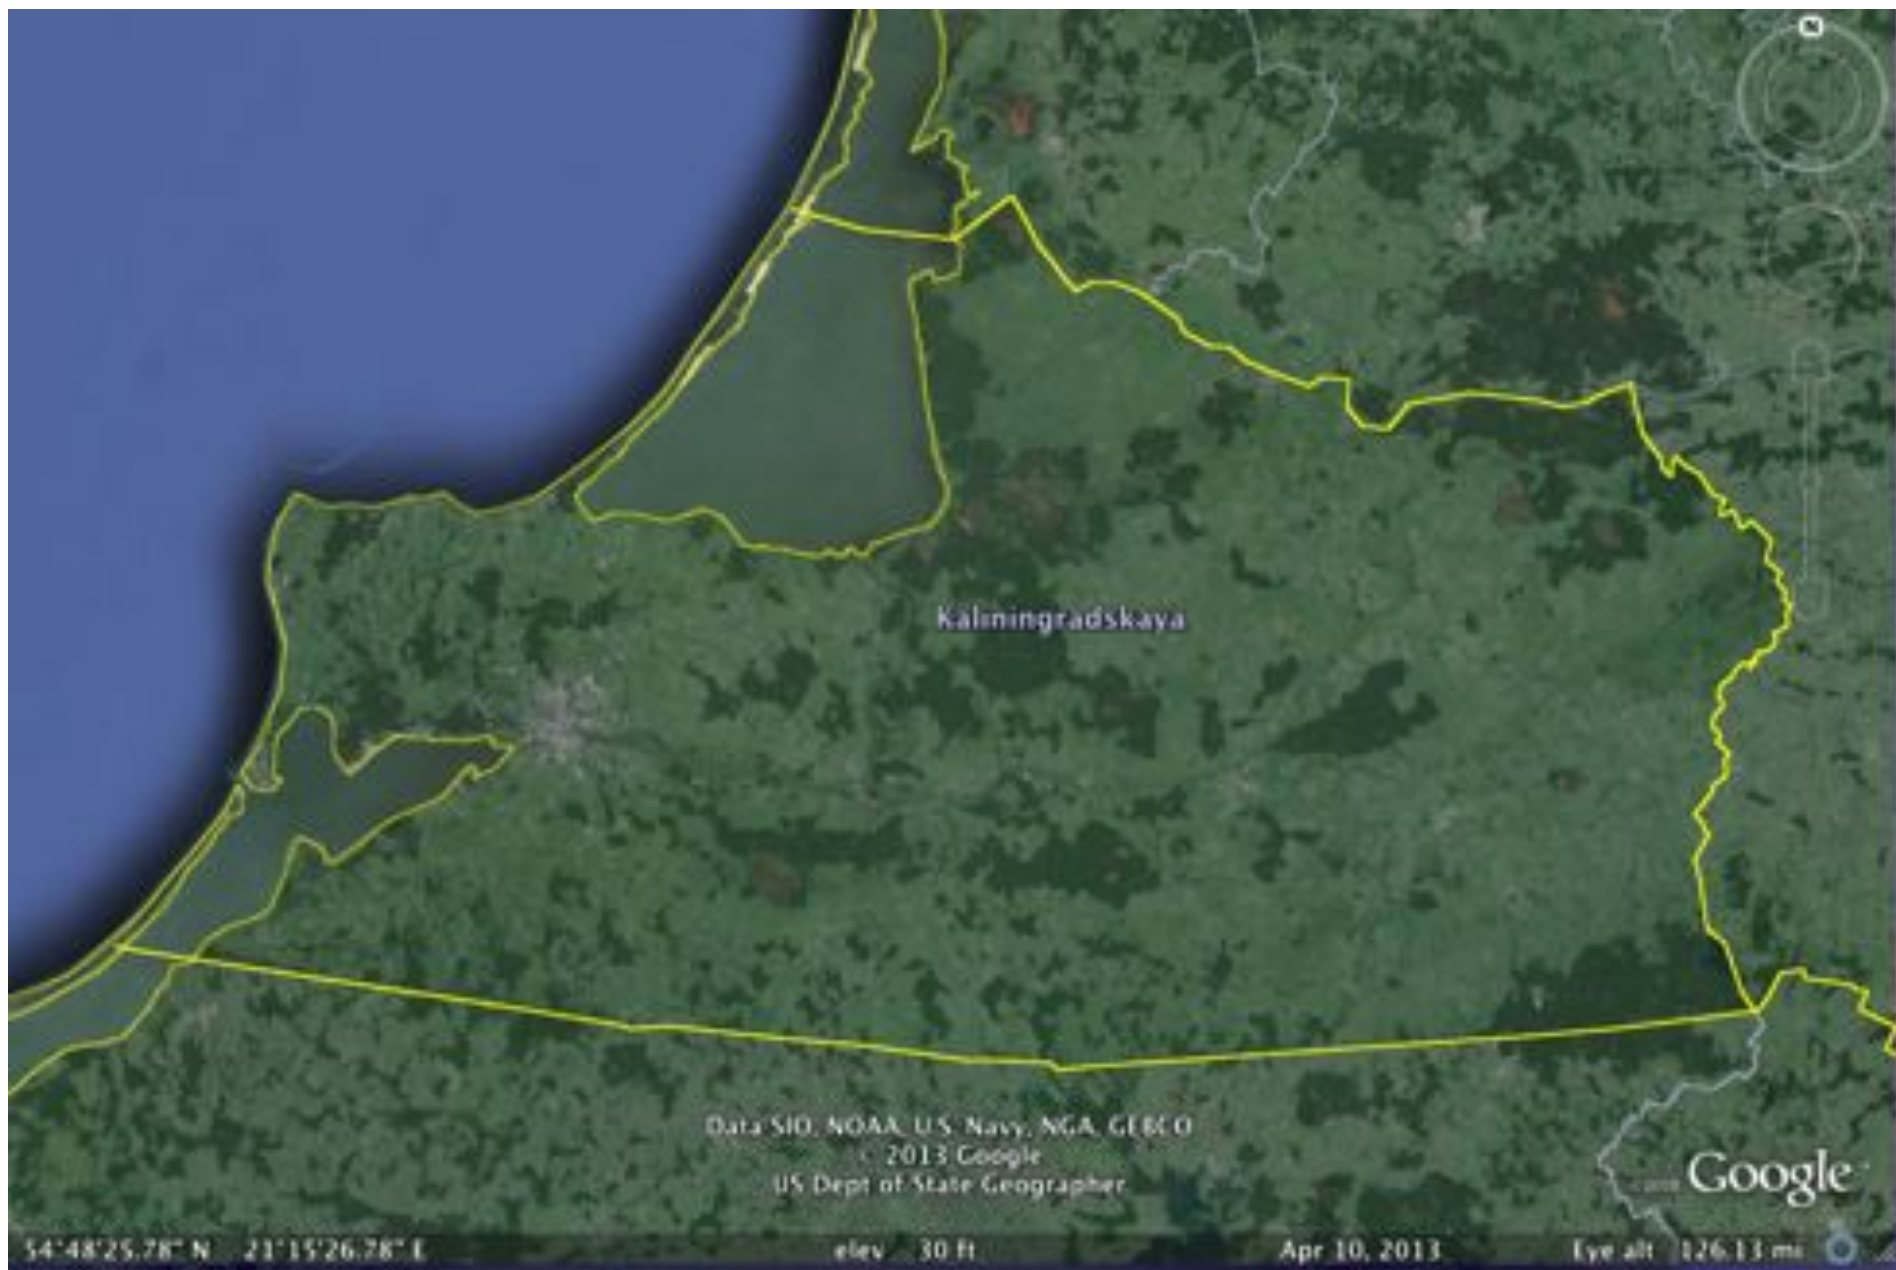 Kaliningradskaya
Data SIO, NOAA, U.S. Navy, NGA, GEBCO
© 2013 Google
US Dept of State Geographer
Google
54°48'25.78" N 21°15'26.78" E elev 30 ft Apr 10, 2013 Eye alt 126.13 mi